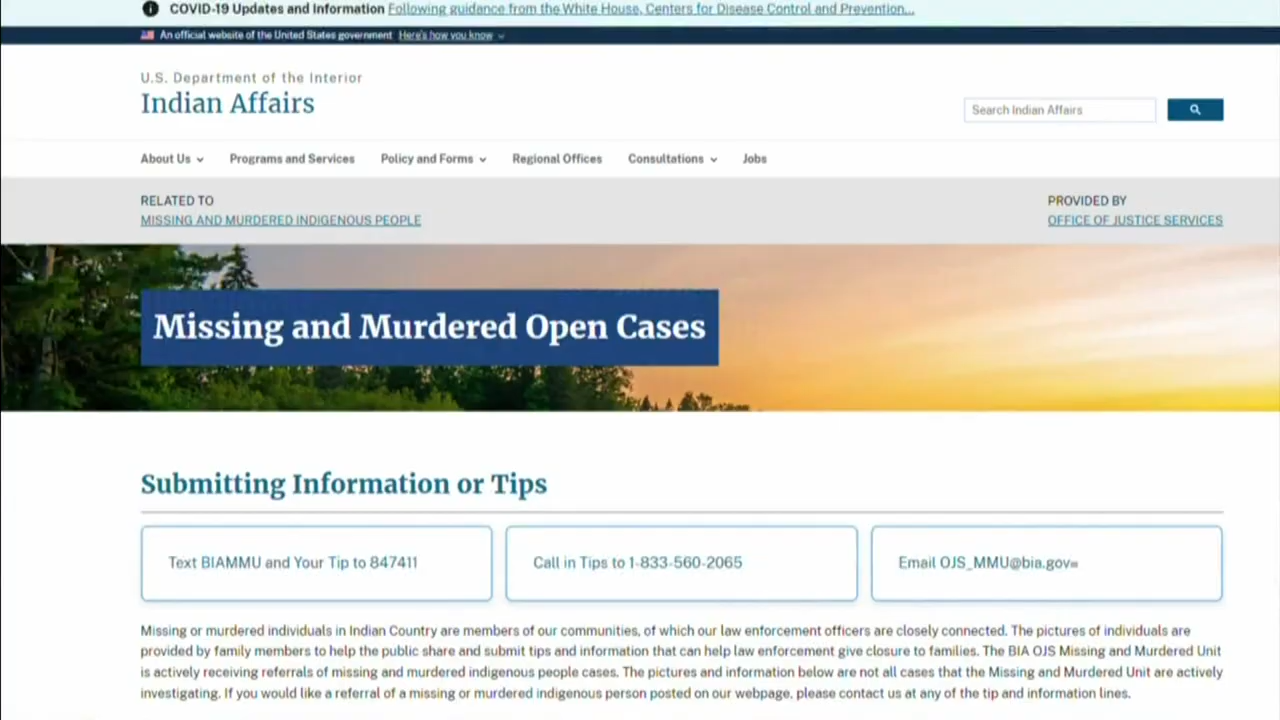 COVID-19 Updates and Information Following guidance from the White House, Centers for Disease Control and Prevention...
An official website of the United States government Here's how you know
U.S. Department of the Interior
Indian Affairs
Search Indian Affairs
About Us Programs and Services Policy and Forms Regional Offices Consultations Jobs
RELATED TO
MISSING AND MURDERED INDIGENOUS PEOPLE
PROVIDED BY
OFFICE OF JUSTICE SERVICES
Missing and Murdered Open Cases
Submitting Information or Tips
Text BIAMMU and Your Tip to 847411
Call in Tips to 1-833-560-2065
Email OJS_MMU@bia.gov
Missing or murdered individuals in Indian Country are members of our communities, of which our law enforcement officers are closely connected. The pictures of individuals are
provided by family members to help the public share and submit tips and information that can help law enforcement give closure to families. The BIA OJS Missing and Murdered Unit
is actively receiving referrals of missing and murdered indigenous people cases. The pictures and information below are not all cases that the Missing and Murdered Unit are actively
investigating. If you would like a referral of a missing or murdered indigenous person posted on our webpage, please contact us at any of the tip and information lines.